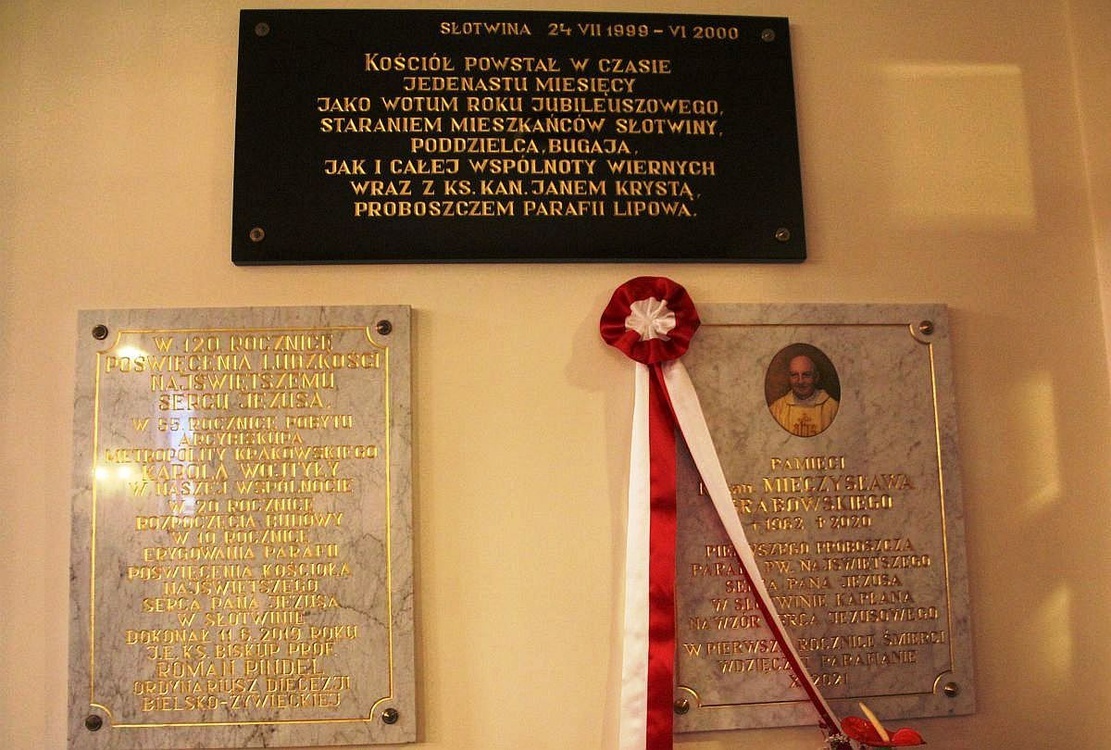 SŁOTWINA 24 VII 1999 – VI 2000
KOŚCIÓŁ POWSTAŁ W CZASIE
JEDENASTU MIESIĘCY
JAKO WOTUM ROKU JUBILEUSZOWEGO,
STARANIEM MIESZKAŃCÓW SŁOTWINY,
PODDZIELCA, BUGAJA,
JAK I CAŁEJ WSPÓLNOTY WIERNYCH
WRAZ Z KS. KAN. JANEM KRYSTĄ,
PROBOSZCZEM PARAFII LIPOWA.
W 120 ROCZNICĘ
POŚWIĘCENIA LUDZKOŚCI
NAJŚWIĘTSZEMU
SERCU JEZUSA,
W ROCZNICĘ POBYTU
ARCYBISKUPA
METROPOLITY KRAKOWSKIEGO
KAROLA WOJTYŁY
W NASZEJ WSPÓLNOCIE
W 20 ROCZNICĘ
ROZPOCZĘCIA BUDOWY
W 10 ROCZNICĘ
ERYGOWANIA PARAFII
POŚWIĘCENIA KOŚCIOŁA
NAJŚWIĘTSZEGO
SERCA PANA JEZUSA
W SŁOTWINIE
DOKONAŁ 11.6.2019 ROKU
J.E. KS. BISKUP PROF.
ROMAN PINDEL
ORDYNARIUSZ DIECEZJI
BIELSKO-ŻYWIECKIEJ
PAMIĘCI
MIECZYSŁAWA
GRABOWSKIEGO
2020
PIERWSZEGO PROBOSZCZA
PARAFII PW. NAJŚWIĘTSZEGO
SERCA PANA JEZUSA
W SŁOTWINIE KAPŁANA
NA WZÓR SERCA JEZUSOWEGO
W PIERWSZĄ ROCZNICĘ ŚMIERCI
WDZIĘCZNI PARAFIANIE
2021